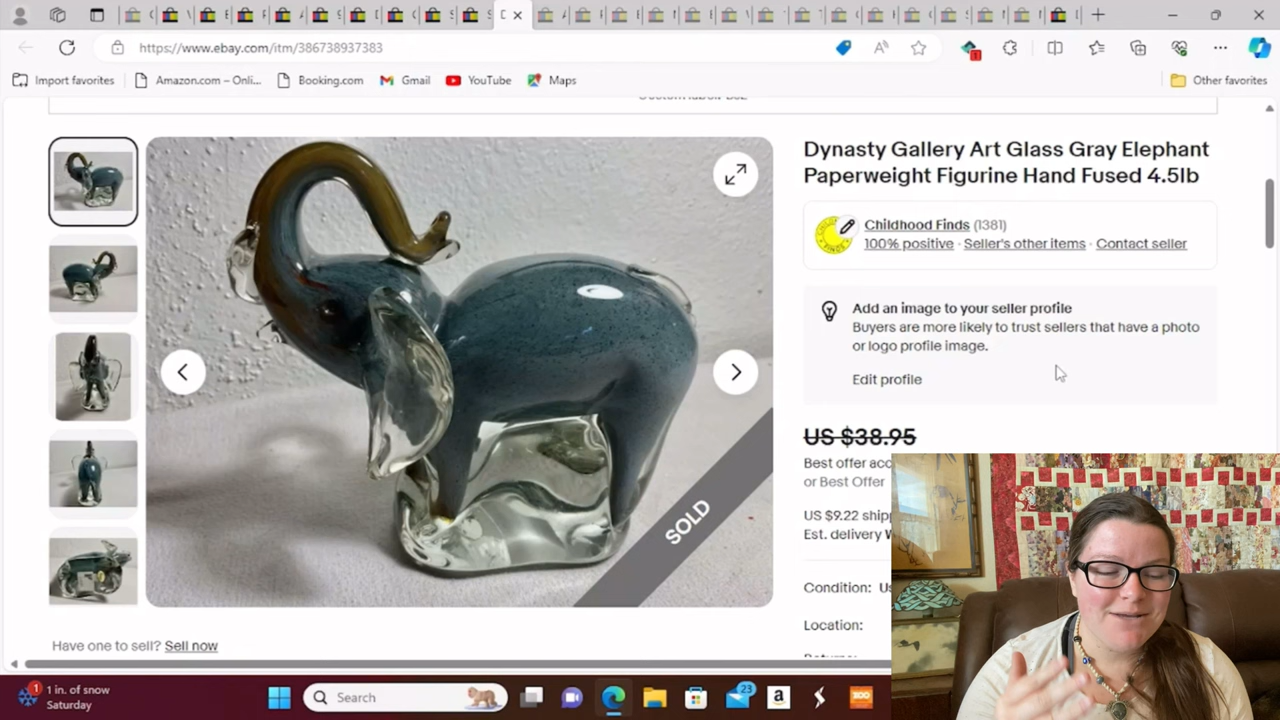 https://www.ebay.com/itm/386738937383
Import favorites
Amazon.com – Onli...
Booking.com
Gmail
YouTube
Maps
Other favorites
Dynasty Gallery Art Glass Gray Elephant
Paperweight Figurine Hand Fused 4.5lb
Childhood Finds (1381)
100% positive · Seller's other items · Contact seller
Add an image to your seller profile
Buyers are more likely to trust sellers that have a photo
or logo profile image.
Edit profile
US $38.95
Best offer
or Best Offer
US $9.22
Est. delivery
Condition:
Location:
SOLD
Have one to sell? Sell now
1 in. of snow
Saturday
1
Search
23